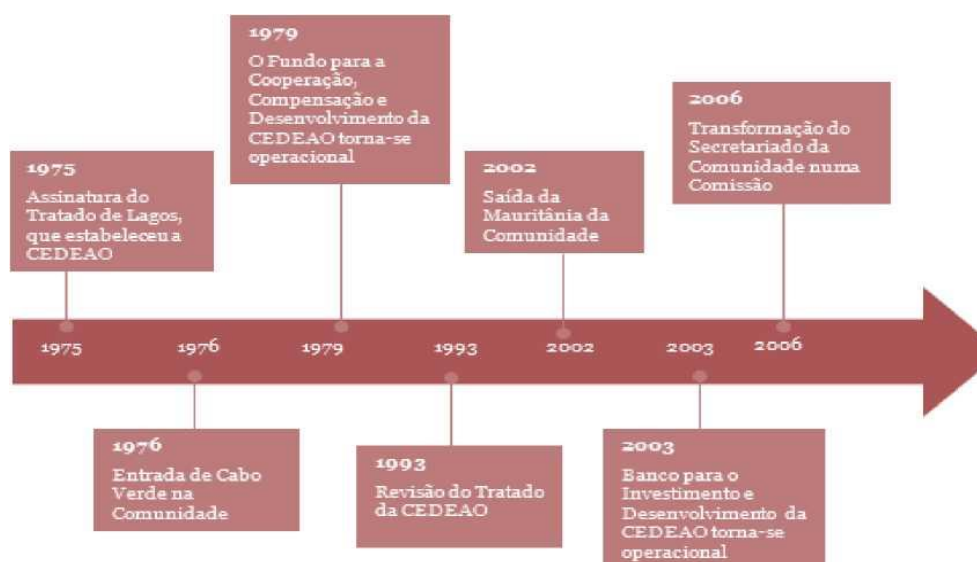 1979
O Fundo para a
Cooperação,
Compensação e
Desenvolvimento da
CEDEAO torna-se
operacional
2006
Transformação do
Secretariado da
Comunidade numa
Comissão
1975
Assinatura do
Tratado de Lagos,
que estabeleceu a
CEDEAO
2002
Saída da
Mauritânia da
Comunidade
1975 1976 1979 1993 2002 2003 2006
1976
Entrada de Cabo
Verde na
Comunidade
1993
Revisão do Tratado
da CEDEAO
2003
Banco para o
Investimento e
Desenvolvimento da
CEDEAO torna-se
operacional